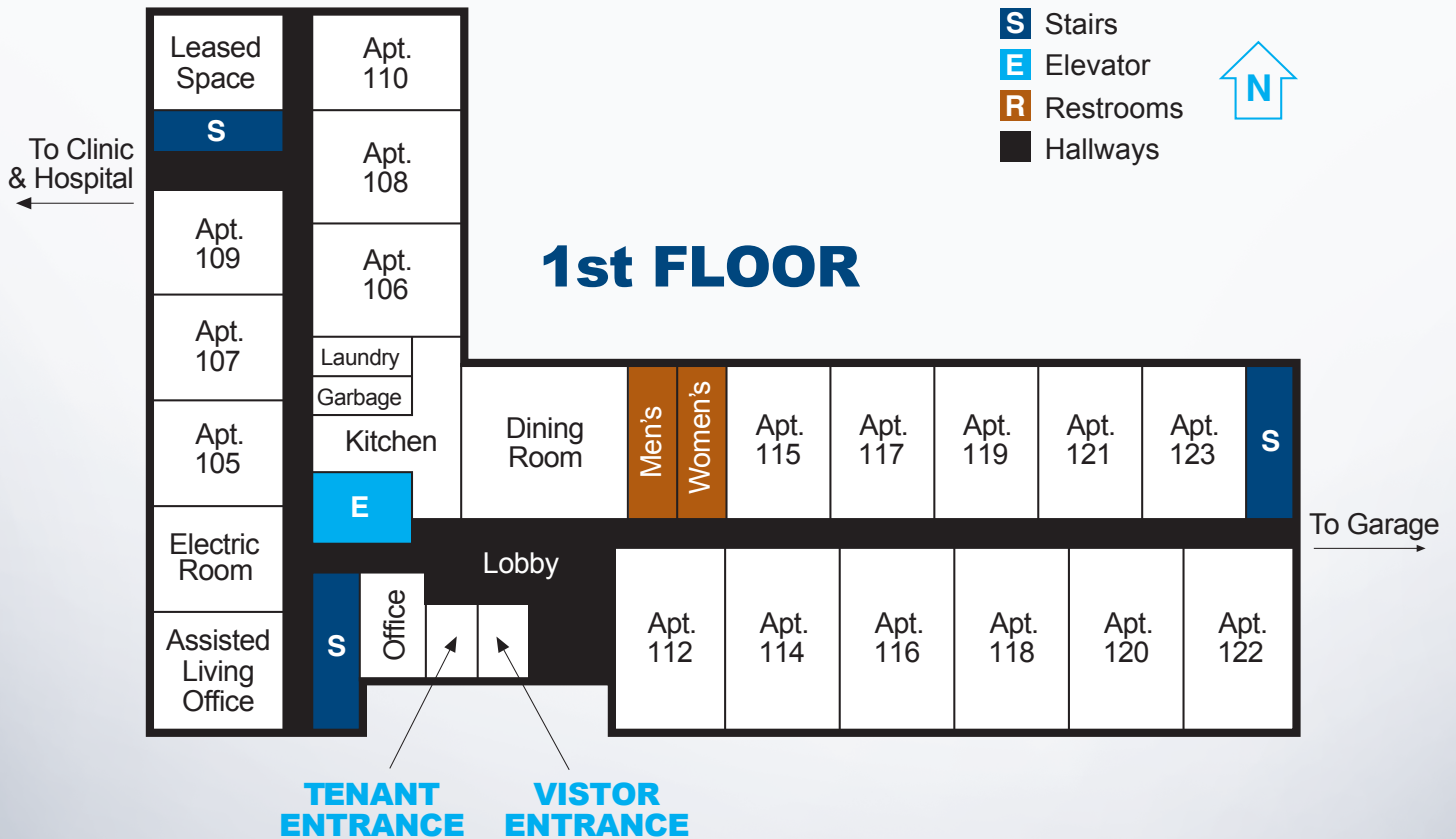 S Stairs
E Elevator
R Restrooms
Hallways
N
Leased
Space
Apt.
110
S
To Clinic
& Hospital
Apt.
108
Apt.
109
Apt.
106
1st FLOOR
Apt.
107
Laundry
Garbage
Kitchen
Apt.
105
Dining
Room
Men's
Women's
Apt.
115
Apt.
117
Apt.
119
Apt.
121
Apt.
123
S
E
To Garage
Electric
Room
Lobby
Assisted
Living
Office
S
Office
Apt.
112
Apt.
114
Apt.
116
Apt.
118
Apt.
120
Apt.
122
TENANT
ENTRANCE
VISTOR
ENTRANCE